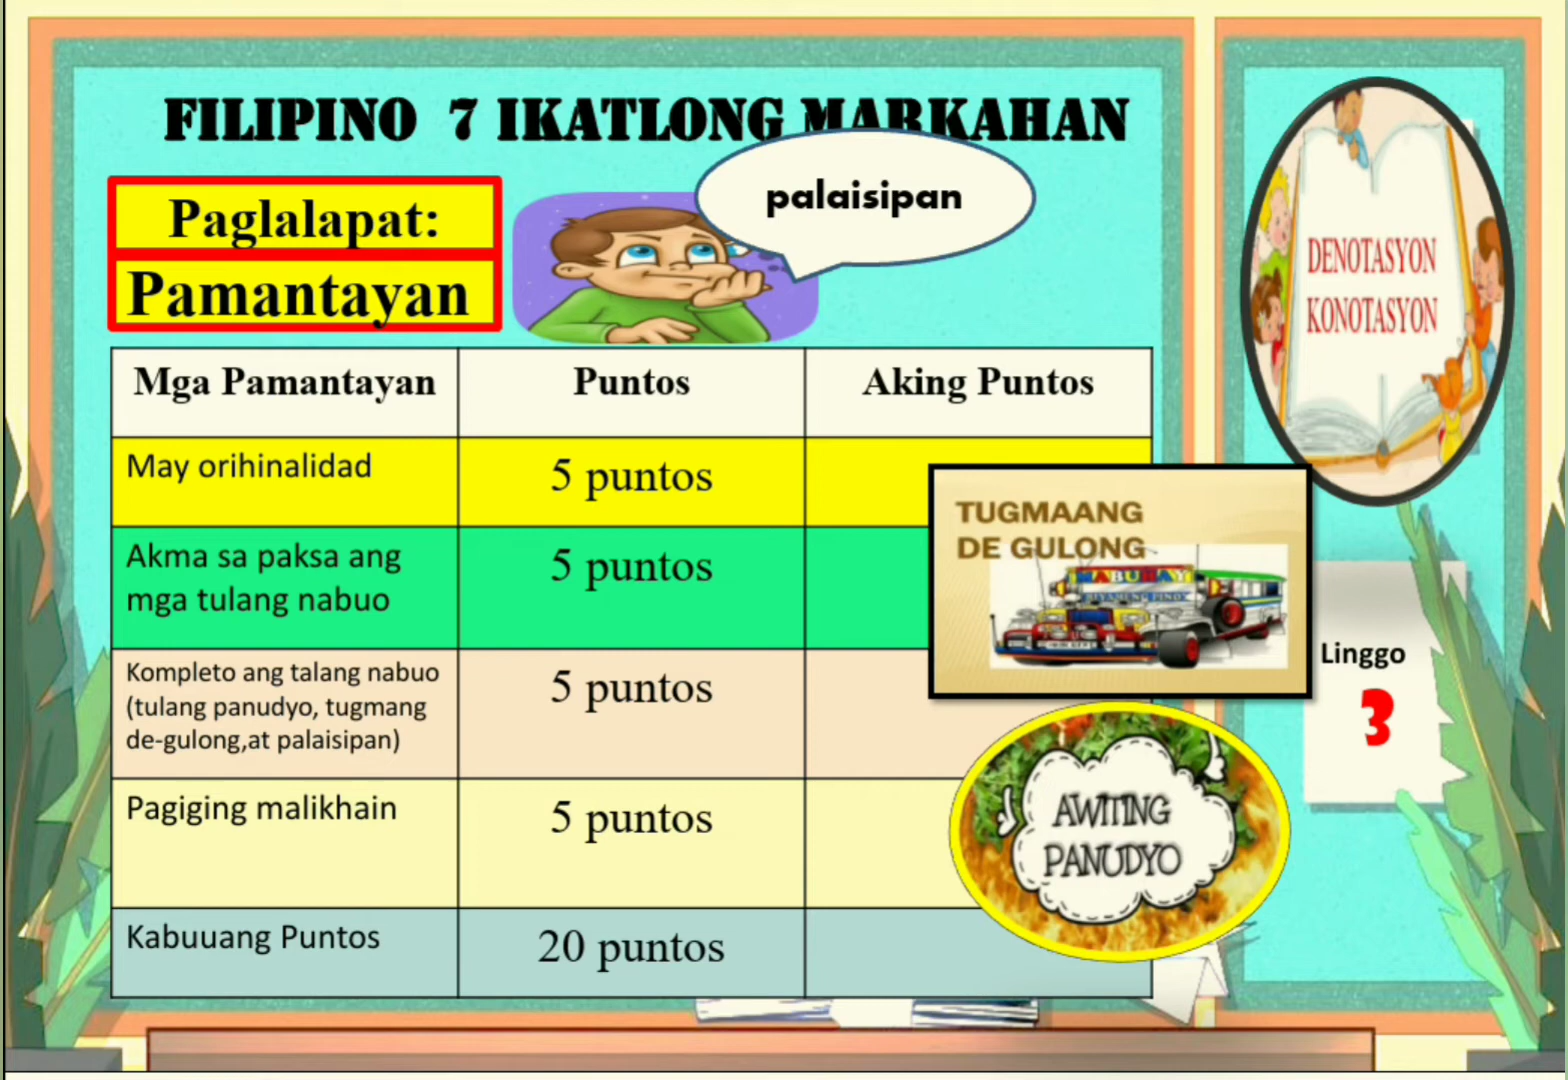 FILIPINO 7 IKATLONG MARKAHAN
palaisipan
Paglalapat:
Pamantayan
DENOTASYON
KONOTASYON
Mga Pamantayan Puntos Aking Puntos
May orihinalidad 5 puntos
Akma sa paksa ang
mga tulang nabuo 5 puntos
Kompleto ang talang nabuo
(tulang panudyo, tugmang
de-gulong,at palaisipan) 5 puntos
Pagiging malikhain 5 puntos
Kabuuang Puntos 20 puntos
TUGMAANG
DE GULONG
MABUHAY
Linggo
3
AWITING
PANUDYO